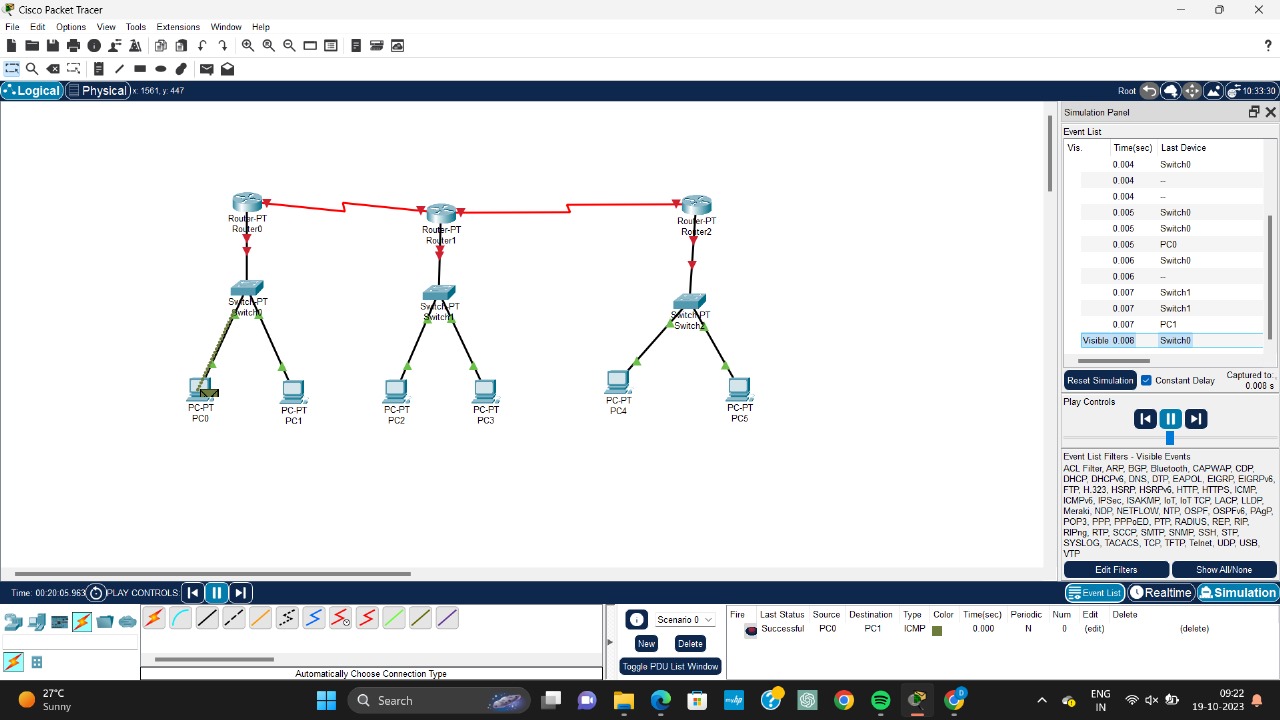 Cisco Packet Tracer
File Edit Options View Tools Extensions Window Help
?
Logical Physical x: 1561, y: 447 Root 10:33:30
Simulation Panel
Event List
Vis. Time(sec) Last Device
0.004 Switch0
0.004 --
0.004 --
0.005 Switch0
0.005 Switch0
0.005 PC0
0.006 Switch0
0.006 --
0.007 Switch1
0.007 Switch1
0.007 PC1
Visible 0.008 Switch0
Reset Simulation Constant Delay Captured to:
0.008 s
Play Controls
Event List Filters - Visible Events
ACL Filter, ARP, BGP, Bluetooth, CAPWAP, CDP,
DHCP, DHCPv6, DNS, DTP, EAPOL, EIGRP, EIGRPv6,
FTP, H.323, HSRP, HSRPv6, HTTP, HTTPS, ICMP,
ICMPv6, IPSec, ISAKMP, IoT, IoT TCP, LACP, LLDP,
Meraki, NDP, NETFLOW, NTP, OSPF, OSPFv6, PAgP,
POP3, PPP, PPPoED, PTP, RADIUS, REP, RIP,
RIPng, RTP, SCCP, SMTP, SNMP, SSH, STP,
SYSLOG, TACACS, TCP, TFTP, Telnet, UDP, USB,
VTP
Edit Filters Show All/None
Event List Realtime Simulation
Router-PT
Router0
Router-PT
Router1
Router-PT
Router2
Switch-PT
Switch0
Switch-PT
Switch1
Switch-PT
Switch2
PC-PT
PC0
PC-PT
PC1
PC-PT
PC2
PC-PT
PC3
PC-PT
PC4
PC-PT
PC5
Time: 00:20:05.963 PLAY CONTROLS:
Automatically Choose Connection Type
Scenario 0
New Delete
Toggle PDU List Window
Fire Last Status Source Destination Type Color Time(sec) Periodic Num Edit Delete
Successful PC0 PC1 ICMP 0.000 N 0 (edit) (delete)
27°C
Sunny
Search
myhp
D
ENG
IN
09:22
19-10-2023